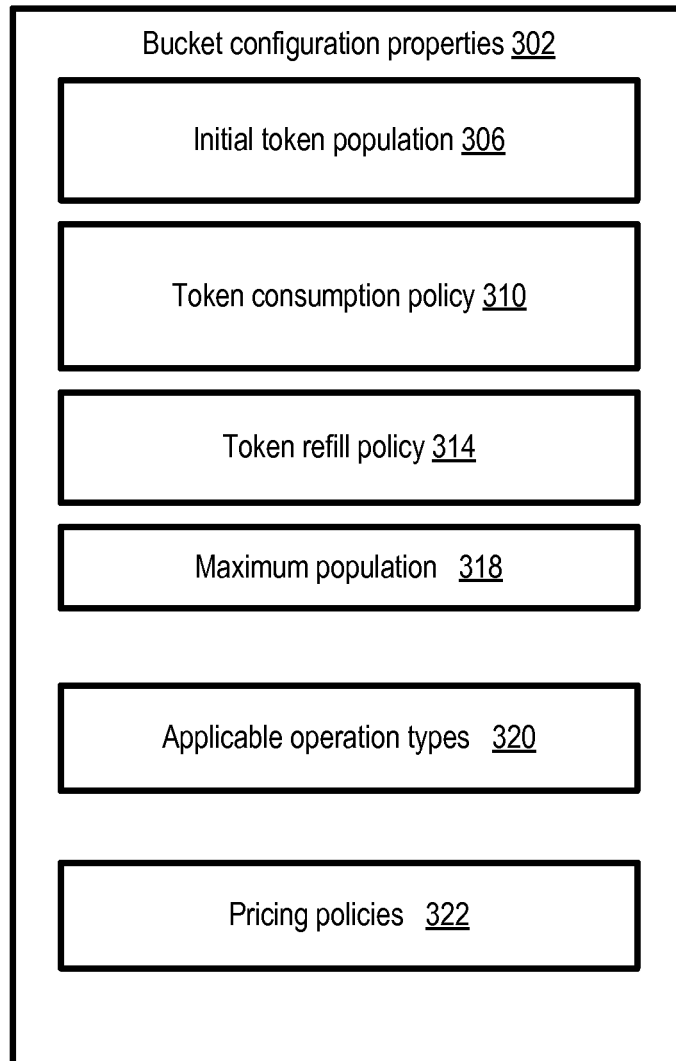 Bucket configuration properties 302
Initial token population 306
Token consumption policy 310
Token refill policy 314
Maximum population 318
Applicable operation types 320
Pricing policies 322